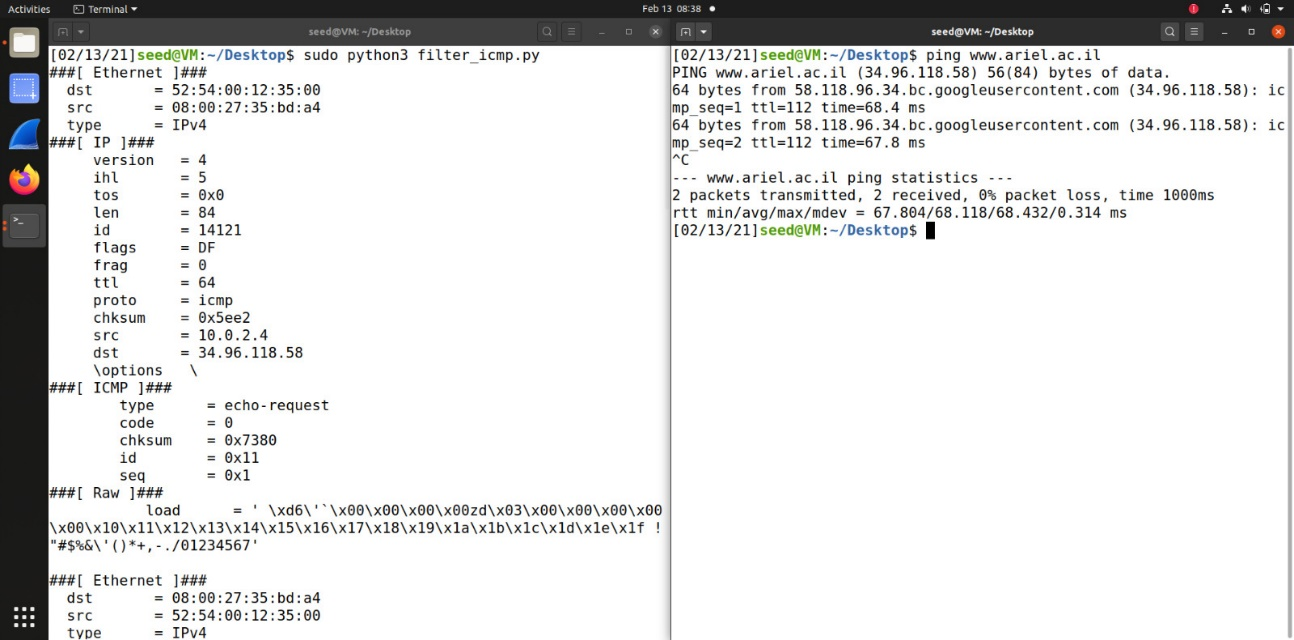 Activities
Terminal
Feb 13 08:38
seed@VM: ~/Desktop
[02/13/21]seed@VM:~/Desktop$ sudo python3 filter_icmp.py
###[ Ethernet ]###
  dst       = 52:54:00:12:35:00
  src       = 08:00:27:35:bd:a4
  type      = IPv4
###[ IP ]###
     version   = 4
     ihl       = 5
     tos       = 0x0
     len       = 84
     id        = 14121
     flags     = DF
     frag      = 0
     ttl       = 64
     proto     = icmp
     chksum    = 0x5ee2
     src       = 10.0.2.4
     dst       = 34.96.118.58
     \options   \
###[ ICMP ]###
        type      = echo-request
        code      = 0
        chksum    = 0x7380
        id        = 0x11
        seq       = 0x1
###[ Raw ]###
           load      = ' \xd6\'`\x00\x00\x00\x00zd\x03\x00\x00\x00\x00
\x00\x10\x11\x12\x13\x14\x15\x16\x17\x18\x19\x1a\x1b\x1c\x1d\x1e\x1f !
"#$%&\'()*+,-./01234567'
###[ Ethernet ]###
  dst       = 08:00:27:35:bd:a4
  src       = 52:54:00:12:35:00
  type      = IPv4
seed@VM: ~/Desktop
[02/13/21]seed@VM:~/Desktop$ ping www.ariel.ac.il
PING www.ariel.ac.il (34.96.118.58) 56(84) bytes of data.
64 bytes from 58.118.96.34.bc.googleusercontent.com (34.96.118.58): ic
mp_seq=1 ttl=112 time=68.4 ms
64 bytes from 58.118.96.34.bc.googleusercontent.com (34.96.118.58): ic
mp_seq=2 ttl=112 time=67.8 ms
^C
--- www.ariel.ac.il ping statistics ---
2 packets transmitted, 2 received, 0% packet loss, time 1000ms
rtt min/avg/max/mdev = 67.804/68.118/68.432/0.314 ms
[02/13/21]seed@VM:~/Desktop$